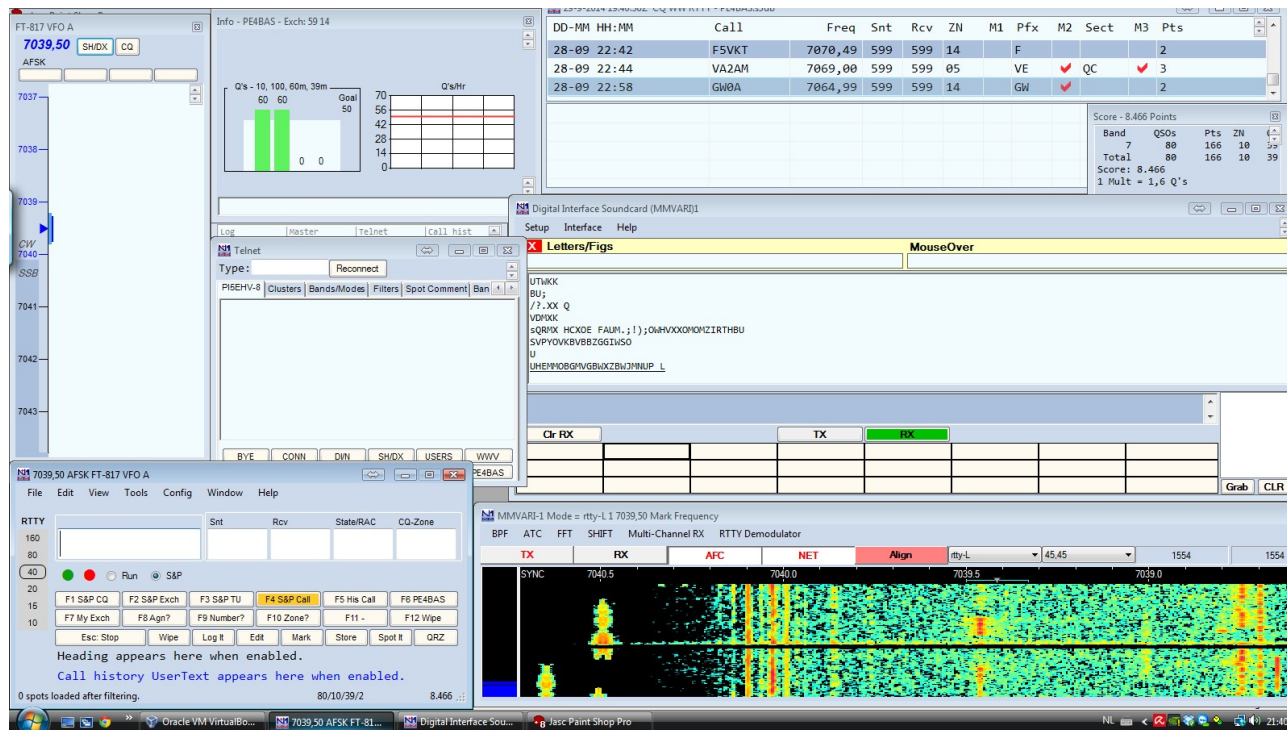 FT-817 VFO A
7039,50 SH/DX CQ
AFSK
7037
7038
7039
CW
7040
SSB
7041
7042
7043
Info - PE4BAS - Exch: 59 14
Q's - 10, 100, 60m, 39m
60 60 Goal
50
0 0
Q's/Hr
70
56
42
28
14
0
Log Master Telnet Call hist
29-9-2014 CQ WW RTTY - PE4BAS.s3db
DD-MM HH:MM Call Freq Snt Rcv ZN M1 Pfx M2 Sect M3 Pts
28-09 22:42 F5VKT 7070,49 599 599 14 F 2
28-09 22:44 VA2AM 7069,00 599 599 05 VE QC 3
28-09 22:58 GW0A 7064,99 599 599 14 GW 2
Score - 8.466 Points
Band QSOs Pts ZN
7 80 166 10 39
Total 80 166 10 39
Score: 8.466
1 Mult = 1,6 Q's
Telnet
Type: Reconnect
PI5EHV-8 Clusters Bands/Modes Filters Spot Comment Ban
BYE CONN DI/N SH/DX USERS WWV
PE4BAS
Digital Interface Soundcard (MMVARI)1
Setup Interface Help
X Letters/Figs MouseOver
UTWKK
BU;
/?.XX Q
VDMXK
sQRMX HCXOE FAUM.;!);OWHVXXOMOMZIRTHBU
SVPYOVKBVBBZGGIWSO
U
UHEMMOBGMVGBWXZBWJMNUP L
Clr RX TX RX
Grab CLR
7039,50 AFSK FT-817 VFO A
File Edit View Tools Config Window Help
RTTY Snt Rcv State/RAC CQ-Zone
160
80
40
20
15
10
Run S&P
F1 S&P CQ F2 S&P Exch F3 S&P TU F4 S&P Call F5 His Call F6 PE4BAS
F7 My Exch F8 Agn? F9 Number? F10 Zone? F11 - F12 Wipe
Esc: Stop Wipe Log It Edit Mark Store Spot It QRZ
Heading appears here when enabled.
Call history UserText appears here when enabled.
0 spots loaded after filtering. 80/10/39/2 8.466
MMVARI-1 Mode = rtty-L 1 7039,50 Mark Frequency
BPF ATC FFT SHIFT Multi-Channel RX RTTY Demodulator
TX RX AFC NET Align rtty-L 45,45 1554 1554
SYNC 7040.5 7040.0 7039.5 7039.0
Oracle VM VirtualBo... 7039,50 AFSK FT-81... Digital Interface Sou... Jasc Paint Shop Pro NL 21:40